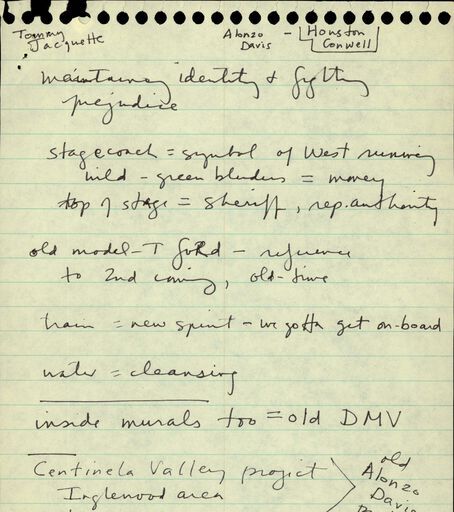 Tommy
Jacquette
Alonzo
Davis
- Houston
Conwell
maintaining identity & fighting
prejudice
stagecoach = symbol of West running
wild - green blinders = money
top of stage = sheriff, rep. authority
old model-T foRd - reference
to 2nd coming, old-time
train = new spirit - we gotta get on-board
water = cleansing
inside murals too = old DMV
Centinela Valley project
Inglewood area
old
Alonzo
Davis